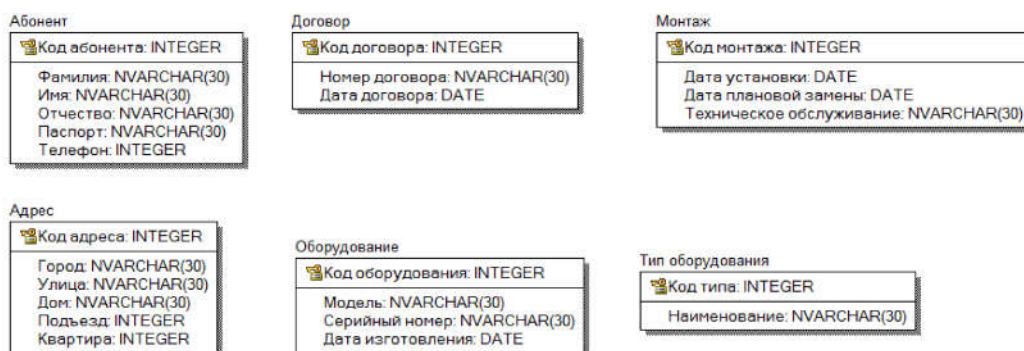 Абонент
Код абонента: INTEGER
Фамилия: NVARCHAR(30)
Имя: NVARCHAR(30)
Отчество: NVARCHAR(30)
Паспорт: NVARCHAR(30)
Телефон: INTEGER
Договор
Код договора: INTEGER
Номер договора: NVARCHAR(30)
Дата договора: DATE
Монтаж
Код монтажа: INTEGER
Дата установки: DATE
Дата плановой замены: DATE
Техническое обслуживание: NVARCHAR(30)
Адрес
Код адреса: INTEGER
Город: NVARCHAR(30)
Улица: NVARCHAR(30)
Дом: NVARCHAR(30)
Подъезд: INTEGER
Квартира: INTEGER
Оборудование
Код оборудования: INTEGER
Модель: NVARCHAR(30)
Серийный номер: NVARCHAR(30)
Дата изготовления: DATE
Тип оборудования
Код типа: INTEGER
Наименование: NVARCHAR(30)